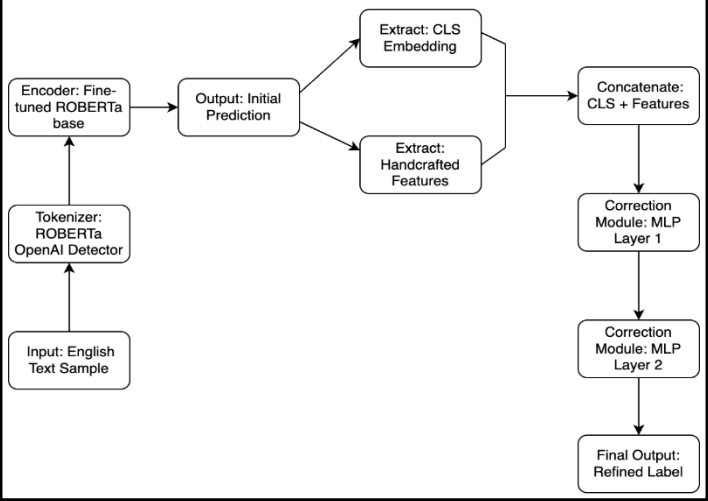 Input: English
Text Sample
Tokenizer:
ROBERTa
OpenAI Detector
Encoder: Fine-
tuned ROBERTa
base
Output: Initial
Prediction
Extract: CLS
Embedding
Extract:
Handcrafted
Features
Concatenate:
CLS + Features
Correction
Module: MLP
Layer 1
Correction
Module: MLP
Layer 2
Final Output:
Refined Label